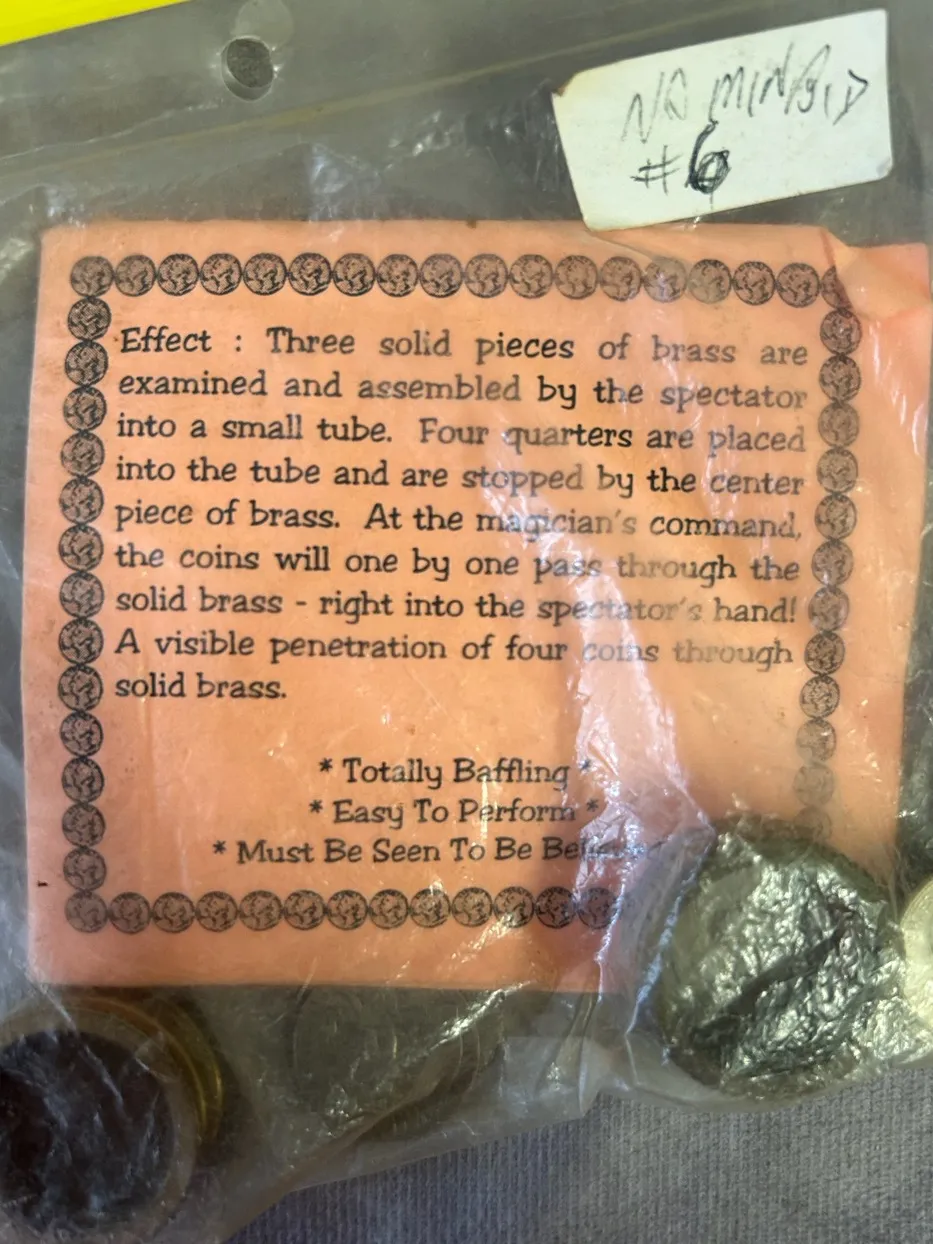 NO MIN BID
#6
Effect : Three solid pieces of brass are
examined and assembled by the spectator
into a small tube. Four quarters are placed
into the tube and are stopped by the center
piece of brass. At the magician's command,
the coins will one by one pass through the
solid brass - right into the spectator's hand!
A visible penetration of four coins through
solid brass.
* Totally Baffling *
* Easy To Perform *
* Must Be Seen To Be